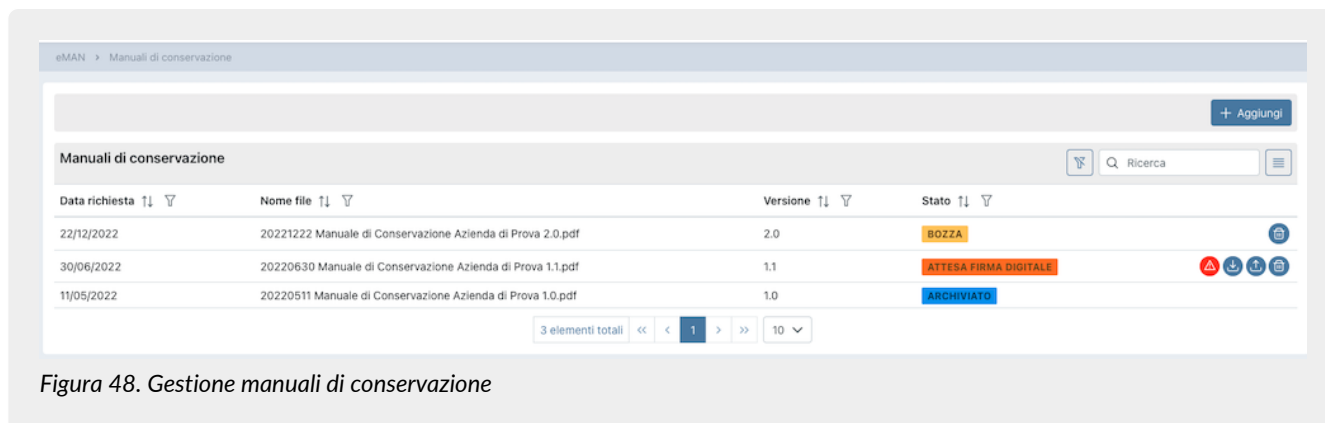 eMAN > Manuali di conservazione
+ Aggiungi
Manuali di conservazione
Ricerca
Data richiesta Nome file Versione Stato
22/12/2022 20221222 Manuale di Conservazione Azienda di Prova 2.0.pdf 2.0 BOZZA
30/06/2022 20220630 Manuale di Conservazione Azienda di Prova 1.1.pdf 1.1 ATTESA FIRMA DIGITALE
11/05/2022 20220511 Manuale di Conservazione Azienda di Prova 1.0.pdf 1.0 ARCHIVIATO
3 elementi totali << < 1 > >> 10
Figura 48. Gestione manuali di conservazione